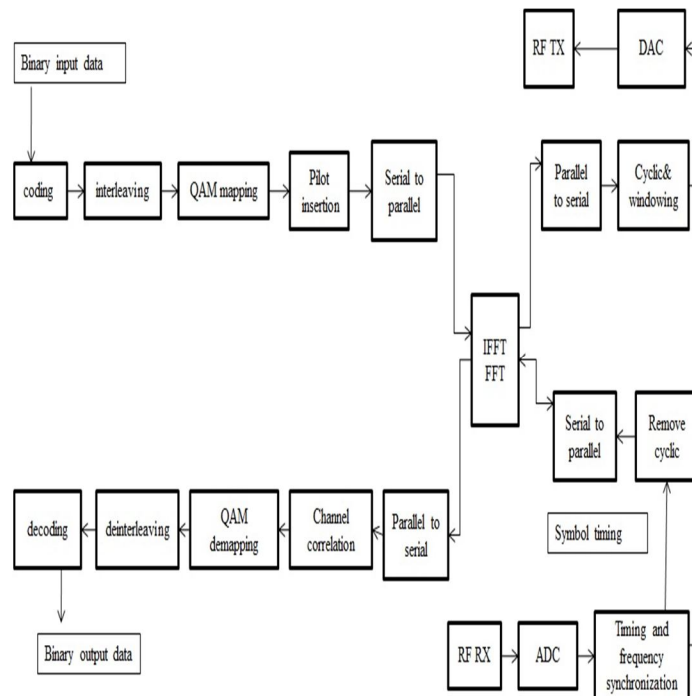 Binary input data
RF TX
DAC
coding
interleaving
QAM mapping
Pilot
insertion
Serial to
parallel
Parallel
to serial
Cyclic&
windowing
IFFT
FFT
Serial to
parallel
Remove
cyclic
decoding
deinterleaving
QAM
demapping
Channel
correlation
Parallel to
serial
Symbol timing
Binary output data
RF RX
ADC
Timing and
frequency
synchronization